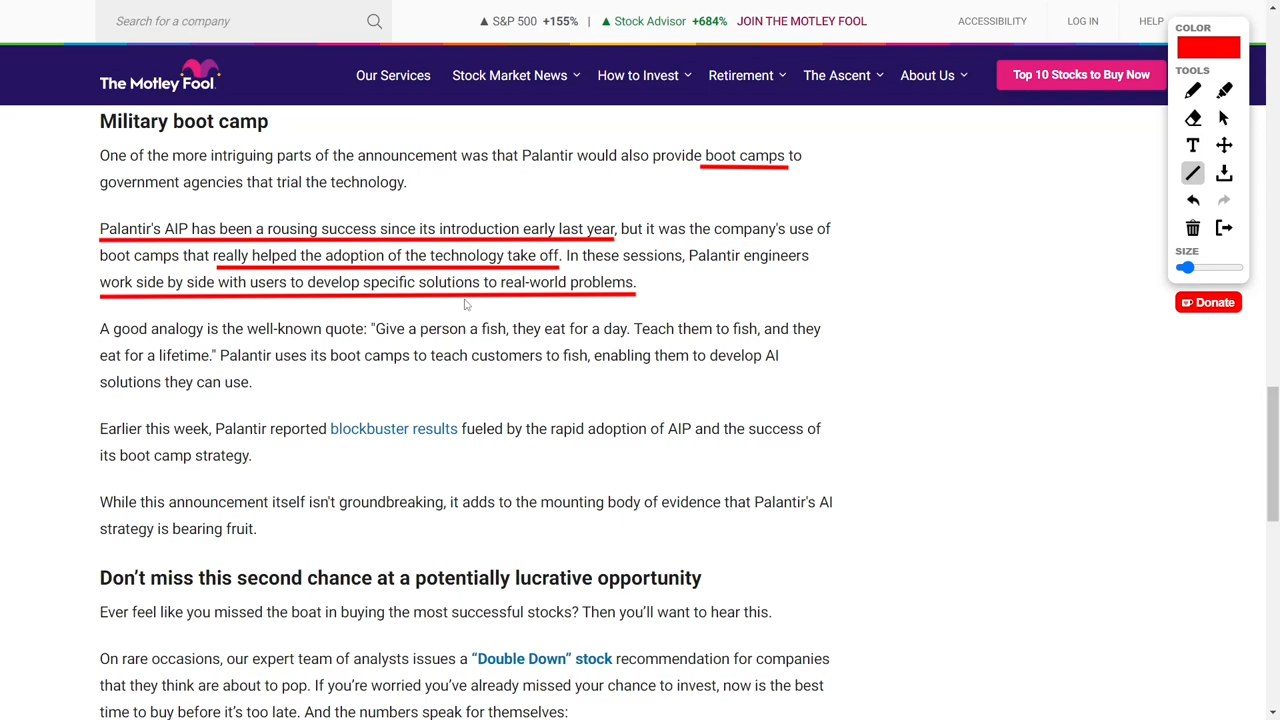 Search for a company
▲ S&P 500 +155% | ▲ Stock Advisor +684% JOIN THE MOTLEY FOOL
ACCESSIBILITY LOG IN HELP
The Motley Fool
Our Services Stock Market News How to Invest Retirement The Ascent About Us Top 10 Stocks to Buy Now
COLOR
TOOLS
T
SIZE
Donate
Military boot camp
One of the more intriguing parts of the announcement was that Palantir would also provide boot camps to
government agencies that trial the technology.
Palantir's AIP has been a rousing success since its introduction early last year, but it was the company's use of
boot camps that really helped the adoption of the technology take off. In these sessions, Palantir engineers
work side by side with users to develop specific solutions to real-world problems.
A good analogy is the well-known quote: "Give a person a fish, they eat for a day. Teach them to fish, and they
eat for a lifetime." Palantir uses its boot camps to teach customers to fish, enabling them to develop AI
solutions they can use.
Earlier this week, Palantir reported blockbuster results fueled by the rapid adoption of AIP and the success of
its boot camp strategy.
While this announcement itself isn't groundbreaking, it adds to the mounting body of evidence that Palantir's AI
strategy is bearing fruit.
Don’t miss this second chance at a potentially lucrative opportunity
Ever feel like you missed the boat in buying the most successful stocks? Then you’ll want to hear this.
On rare occasions, our expert team of analysts issues a “Double Down” stock recommendation for companies
that they think are about to pop. If you’re worried you’ve already missed your chance to invest, now is the best
time to buy before it’s too late. And the numbers speak for themselves: